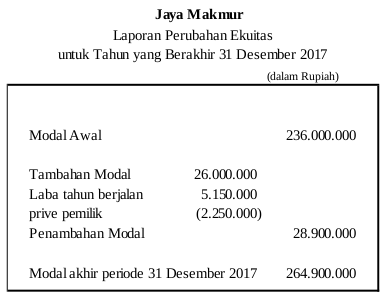 Jaya Makmur
Laporan Perubahan Ekuitas
untuk Tahun yang Berakhir 31 Desember 2017
(dalam Rupiah)
Modal Awal 236.000.000
Tambahan Modal 26.000.000
Laba tahun berjalan 5.150.000
prive pemilik (2.250.000)
Penambahan Modal 28.900.000
Modal akhir periode 31 Desember 2017 264.900.000